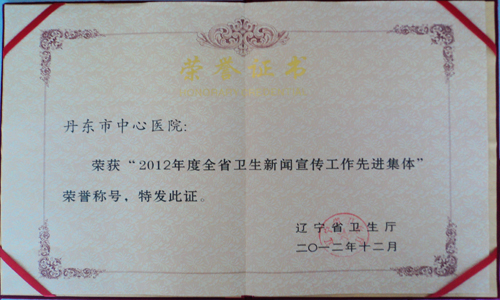 荣誉证书
丹东市中心医院:
荣获“2012年度全省卫生新闻宣传工作先进集体”
荣誉称号，特发此证。
辽宁省卫生厅
二〇一二年十二月